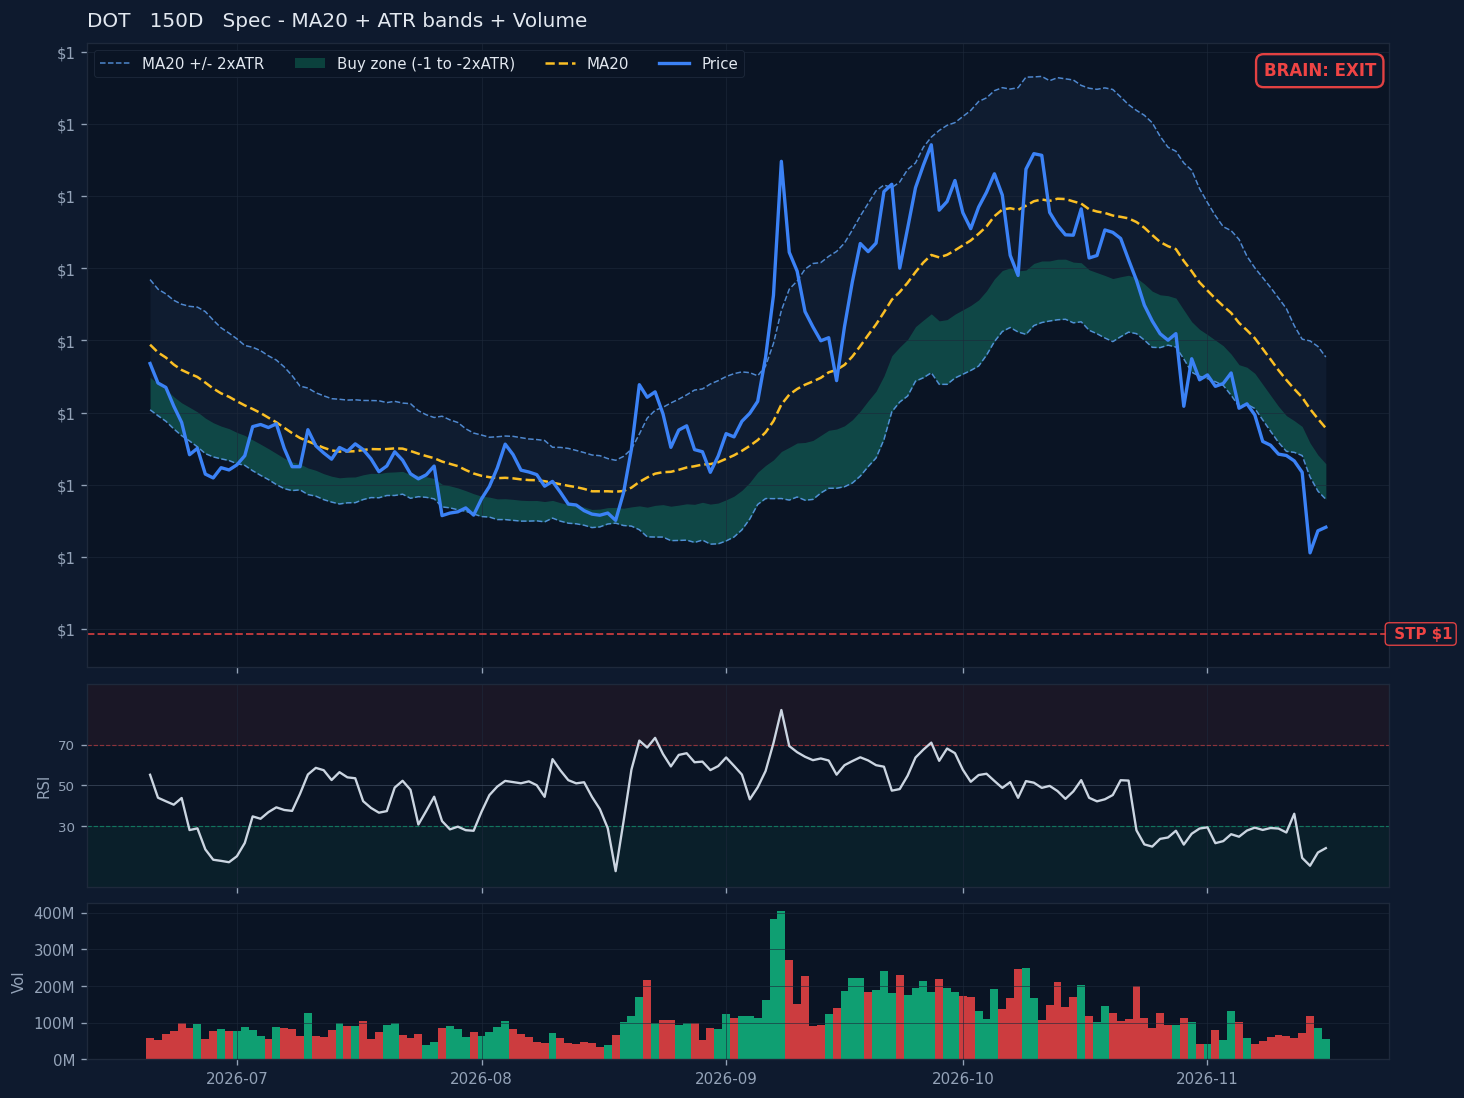 DOT   150D   Spec - MA20 + ATR bands + Volume
MA20 +/- 2xATR
Buy zone (-1 to -2xATR)
MA20
Price
BRAIN: EXIT
$1
$1
$1
$1
$1
$1
$1
$1
$1
STP $1
RSI
70
50
30
Vol
400M
300M
200M
100M
0M
2026-07
2026-08
2026-09
2026-10
2026-11